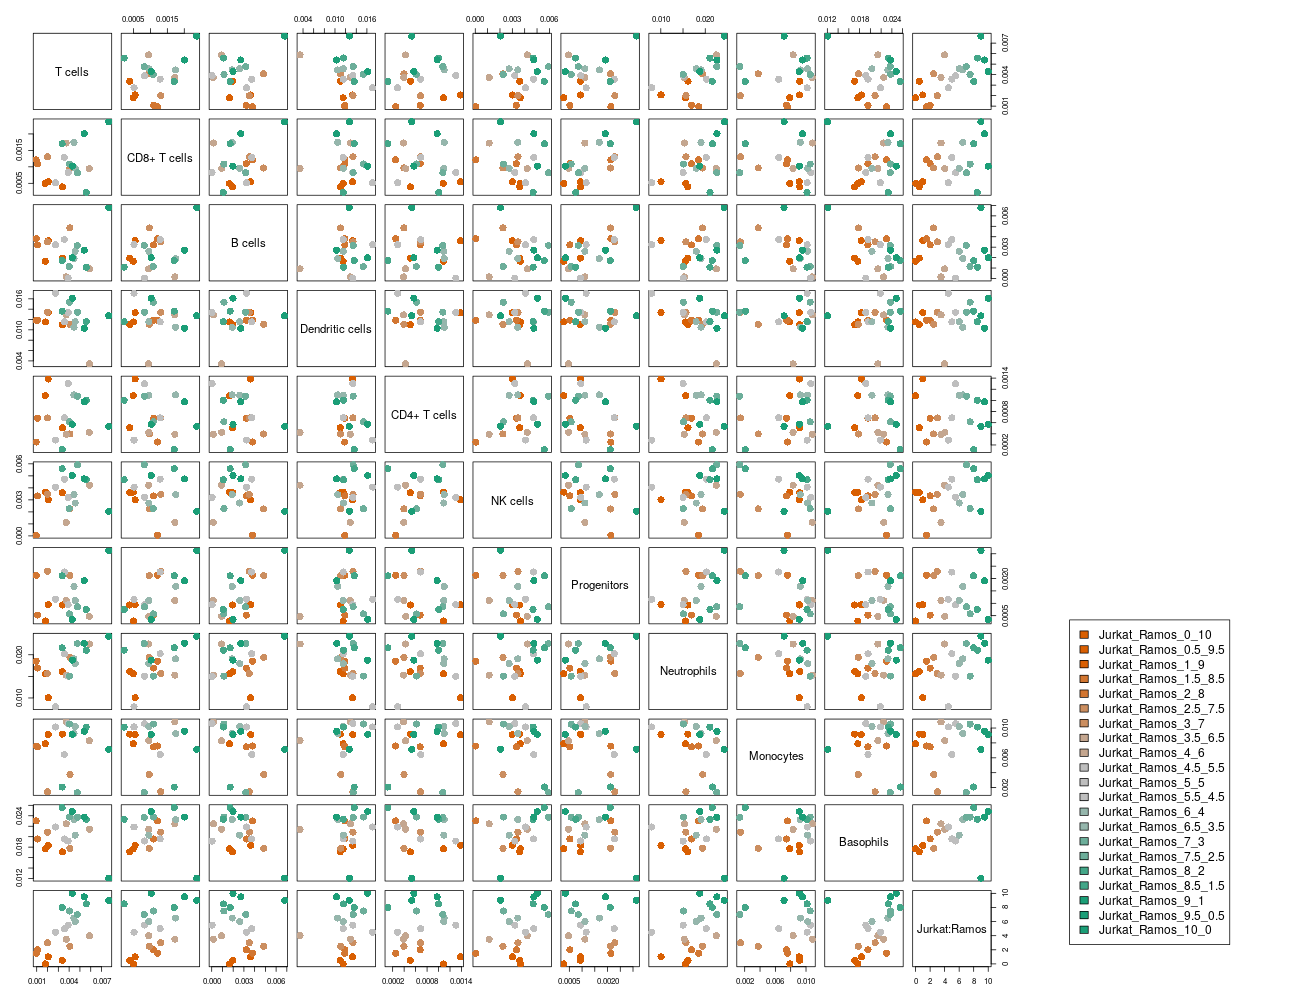 0.0005 0.0015 0.004 0.010 0.016 0.000 0.003 0.006 0.010 0.020 0.012 0.018 0.024
T cells
0.001 0.004 0.007
CD8+ T cells
0.0005 0.0015
B cells
0.000 0.003 0.006
Dendritic cells
0.004 0.010 0.016
CD4+ T cells
0.0002 0.0008 0.0014
NK cells
0.000 0.003 0.006
Progenitors
0.0005 0.0020
Neutrophils
0.010 0.020
Monocytes
0.002 0.006 0.010
Basophils
0.012 0.018 0.024
Jurkat:Ramos
0 2 4 6 8 10
0.001 0.004 0.007 0.000 0.003 0.006 0.0002 0.0008 0.0014 0.0005 0.0020 0.002 0.006 0.010 0 2 4 6 8 10
Jurkat_Ramos_0_10
Jurkat_Ramos_0.5_9.5
Jurkat_Ramos_1_9
Jurkat_Ramos_1.5_8.5
Jurkat_Ramos_2_8
Jurkat_Ramos_2.5_7.5
Jurkat_Ramos_3_7
Jurkat_Ramos_3.5_6.5
Jurkat_Ramos_4_6
Jurkat_Ramos_4.5_5.5
Jurkat_Ramos_5_5
Jurkat_Ramos_5.5_4.5
Jurkat_Ramos_6_4
Jurkat_Ramos_6.5_3.5
Jurkat_Ramos_7_3
Jurkat_Ramos_7.5_2.5
Jurkat_Ramos_8_2
Jurkat_Ramos_8.5_1.5
Jurkat_Ramos_9_1
Jurkat_Ramos_9.5_0.5
Jurkat_Ramos_10_0